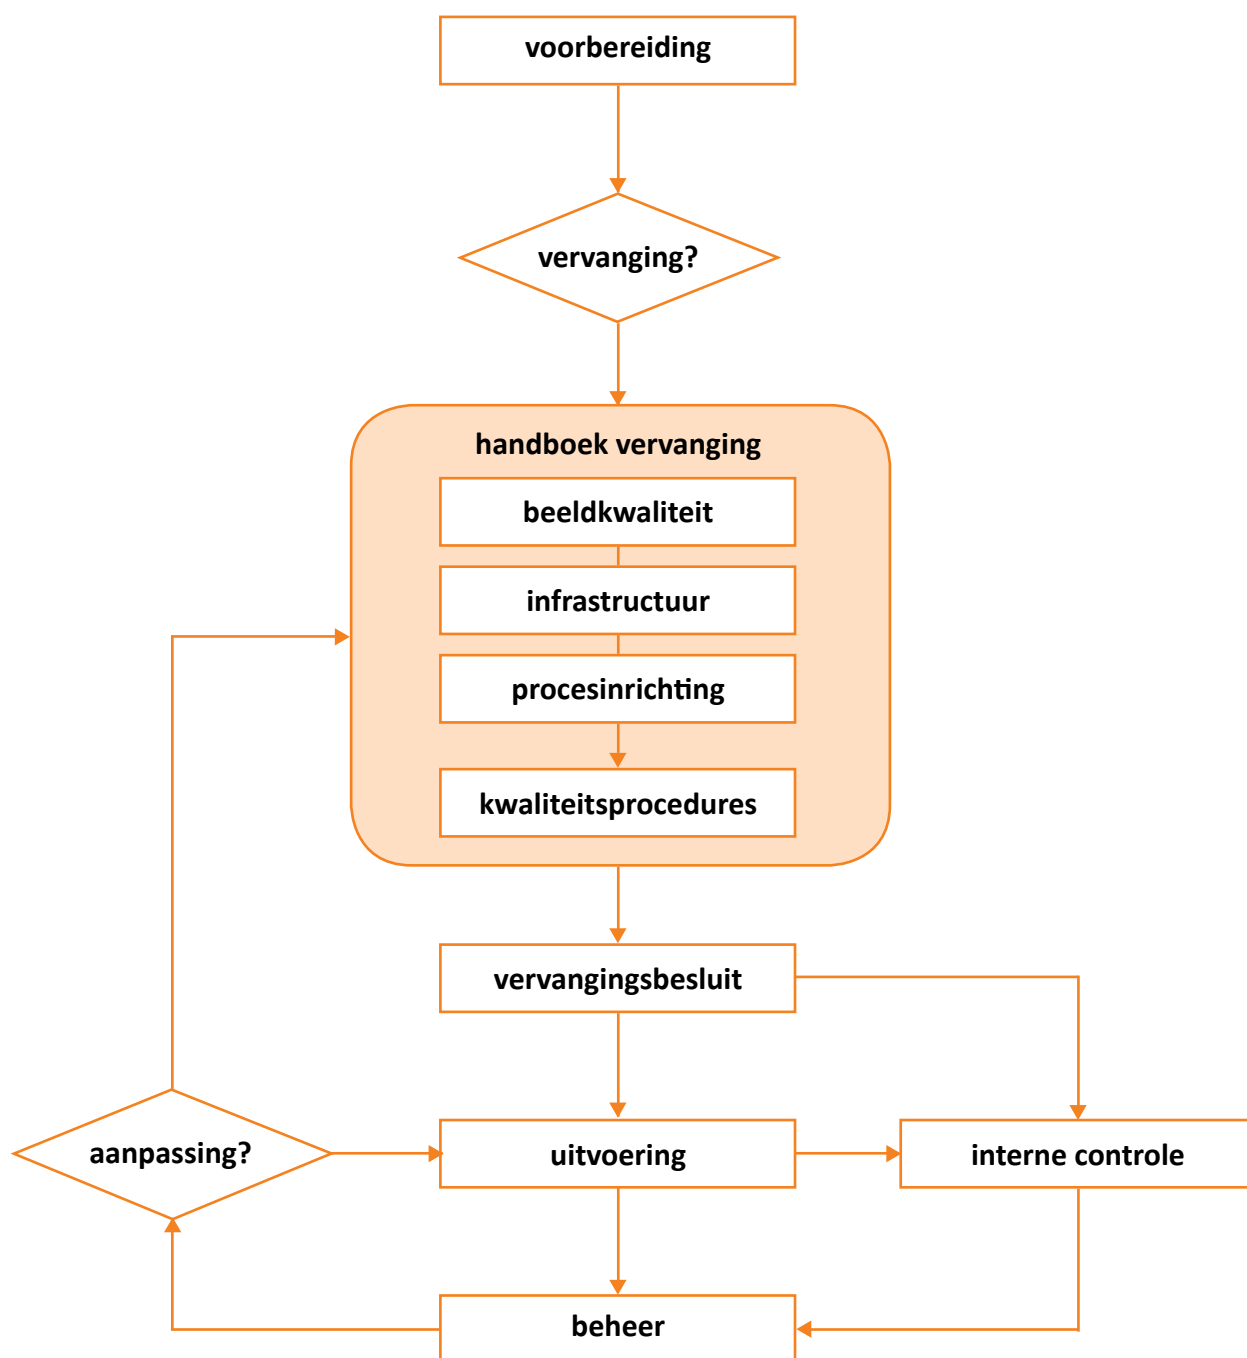 voorbereiding
vervanging?
handboek vervanging
beeldkwaliteit
infrastructuur
procesinrichting
kwaliteitsprocedures
vervangingsbesluit
aanpassing?
uitvoering
interne controle
beheer